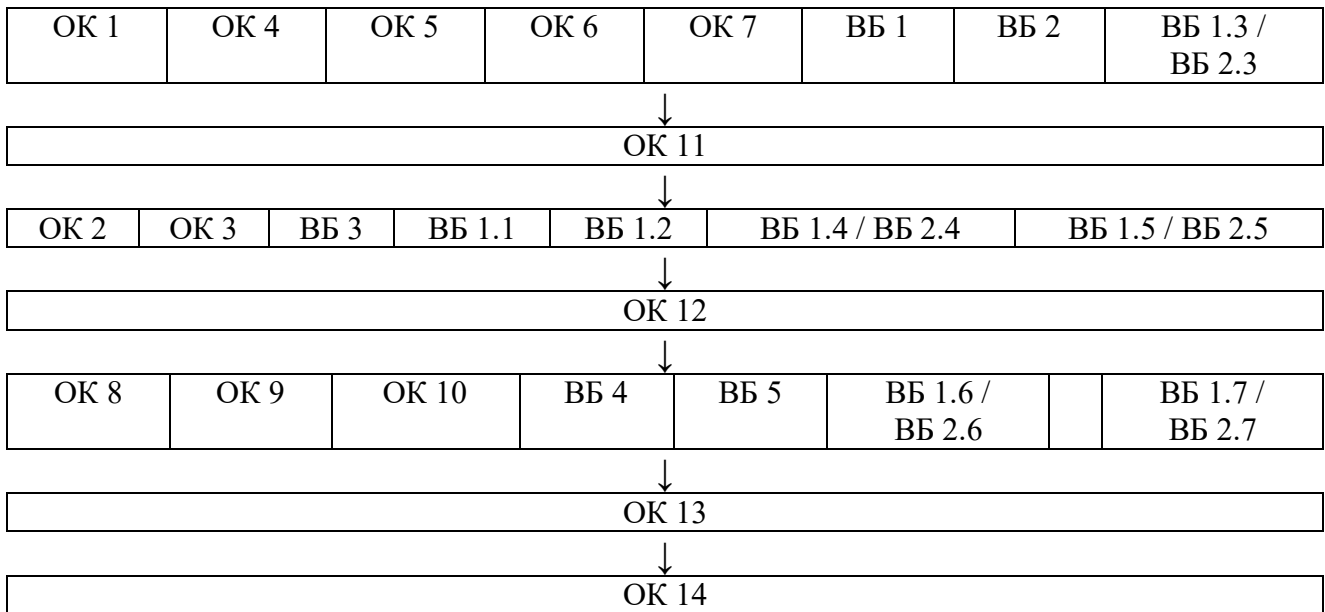 ОК 1 ОК 4 ОК 5 ОК 6 ОК 7 ВБ 1 ВБ 2 ВБ 1.3 /
ВБ 2.3
↓
ОК 11
↓
ОК 2 ОК 3 ВБ 3 ВБ 1.1 ВБ 1.2 ВБ 1.4 / ВБ 2.4 ВБ 1.5 / ВБ 2.5
↓
ОК 12
↓
ОК 8 ОК 9 ОК 10 ВБ 4 ВБ 5 ВБ 1.6 / ВБ 1.7 /
ВБ 2.6 ВБ 2.7
↓
ОК 13
↓
ОК 14